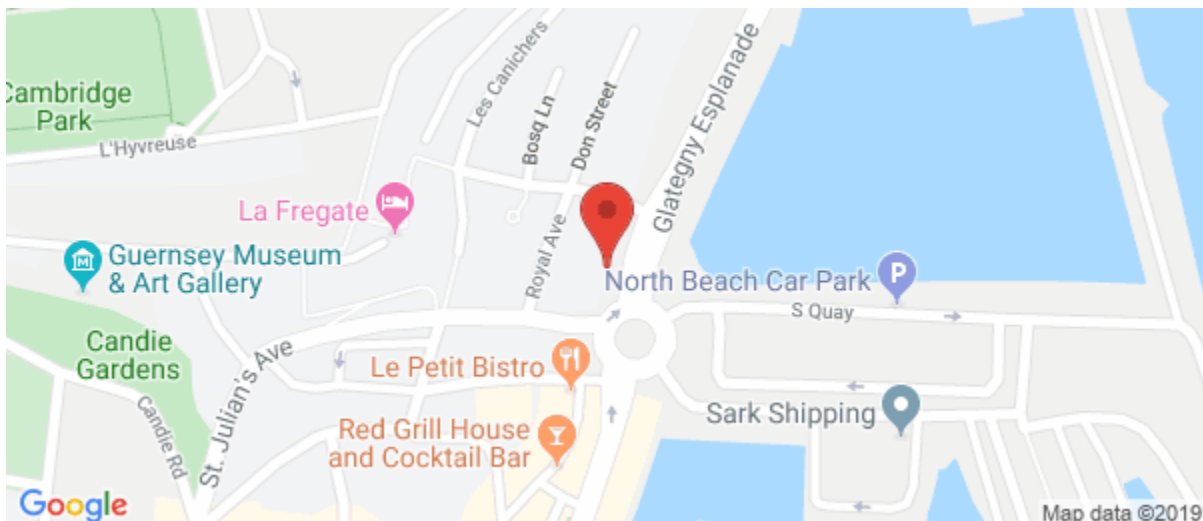 Cambridge
Park
L'Hyvreuse
Les Canichers
Bosq Ln
Don Street
Glategny Esplanade
La Fregate
Guernsey Museum
& Art Gallery
Royal Ave
North Beach Car Park
P
S Quay
Candie
Gardens
St. Julian's Ave
Le Petit Bistro
Candie Rd
Red Grill House
and Cocktail Bar
Sark Shipping
Google
Map data ©2019